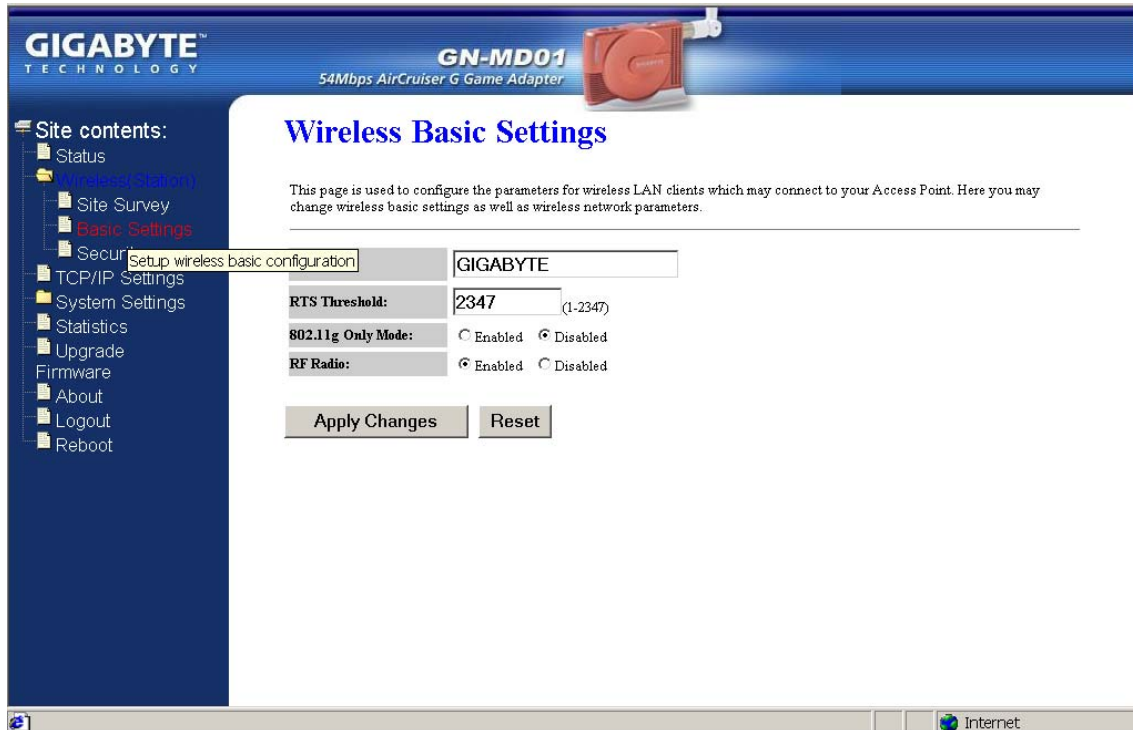 GIGABYTE™
TECHNOLOGY
GN-MD01
54Mbps AirCruiser G Game Adapter
Site contents:
Status
Wireless(Station)
Site Survey
Basic Settings
TCP/IP Settings
System Settings
Statistics
Upgrade
Firmware
About
Logout
Reboot
Wireless Basic Settings
This page is used to configure the parameters for wireless LAN clients which may connect to your Access Point. Here you may
change wireless basic settings as well as wireless network parameters.
Setup wireless basic configuration
GIGABYTE
RTS Threshold: 2347 (1-2347)
802.11g Only Mode: Enabled Disabled
RF Radio: Enabled Disabled
Apply Changes Reset
Internet